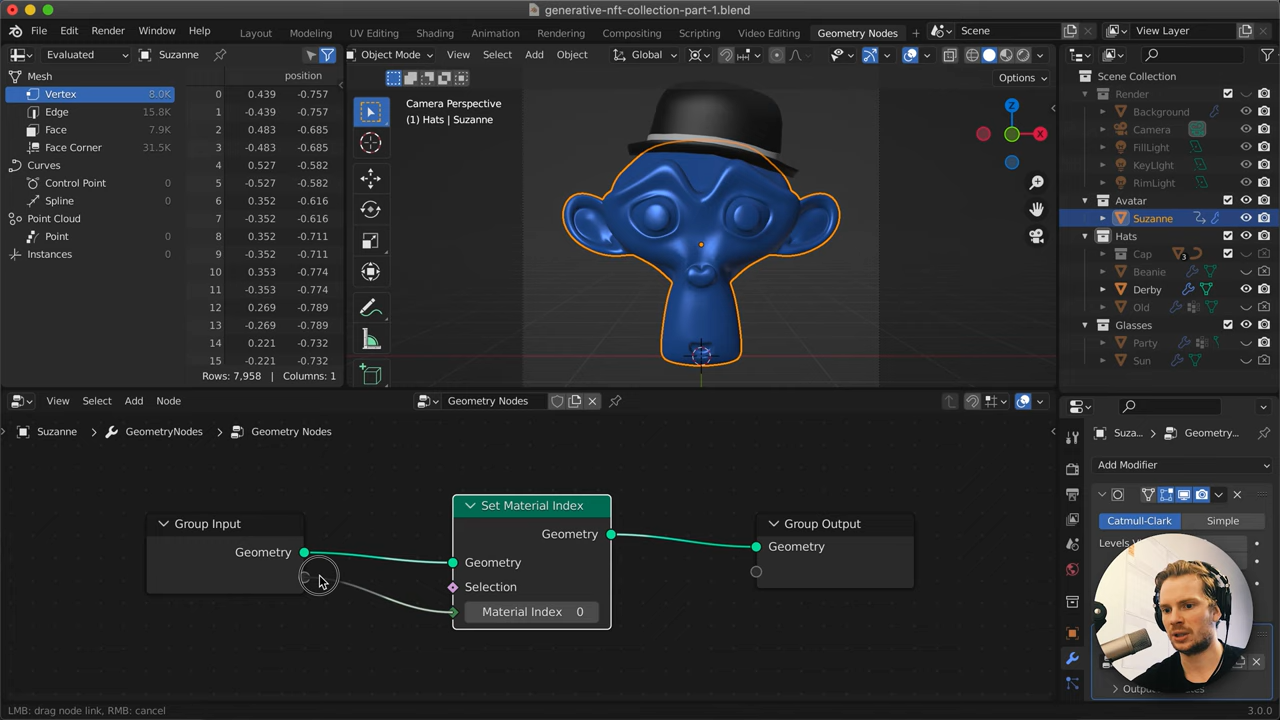 generative-nft-collection-part-1.blend
File Edit Render Window Help
Layout Modeling UV Editing Shading Animation Rendering Compositing Scripting Video Editing Geometry Nodes + Scene View Layer
Evaluated Suzanne
Object Mode View Select Add Object Global
Options
Mesh
Vertex 8.0K
Edge 15.8K
Face 7.9K
Face Corner 31.5K
Curves
Control Point 0
Spline 0
Point Cloud
Point 0
Instances 0
position
0 0.439 -0.757
1 -0.439 -0.757
2 0.483 -0.685
3 -0.483 -0.685
4 0.527 -0.582
5 -0.527 -0.582
6 0.352 -0.616
7 -0.352 -0.616
8 0.352 -0.711
9 -0.352 -0.711
10 0.353 -0.774
11 -0.353 -0.774
12 0.269 -0.789
13 -0.269 -0.789
14 0.221 -0.732
15 -0.221 -0.732
Rows: 7,958 | Columns: 1
Camera Perspective
(1) Hats | Suzanne
Z
X
Scene Collection
Render
Background
Camera
FillLight
KeyLIght
RimLight
Avatar
Suzanne
Hats
Cap 3
Beanie
Derby
Old
Glasses
Party
Sun
View Select Add Node
Geometry Nodes
Suzanne GeometryNodes Geometry Nodes
Group Input
Geometry
Set Material Index
Geometry
Geometry
Selection
Material Index 0
Group Output
Geometry
Suza... Geometry...
Add Modifier
Catmull-Clark Simple
Levels V
LMB: drag node link, RMB: cancel
3.0.0